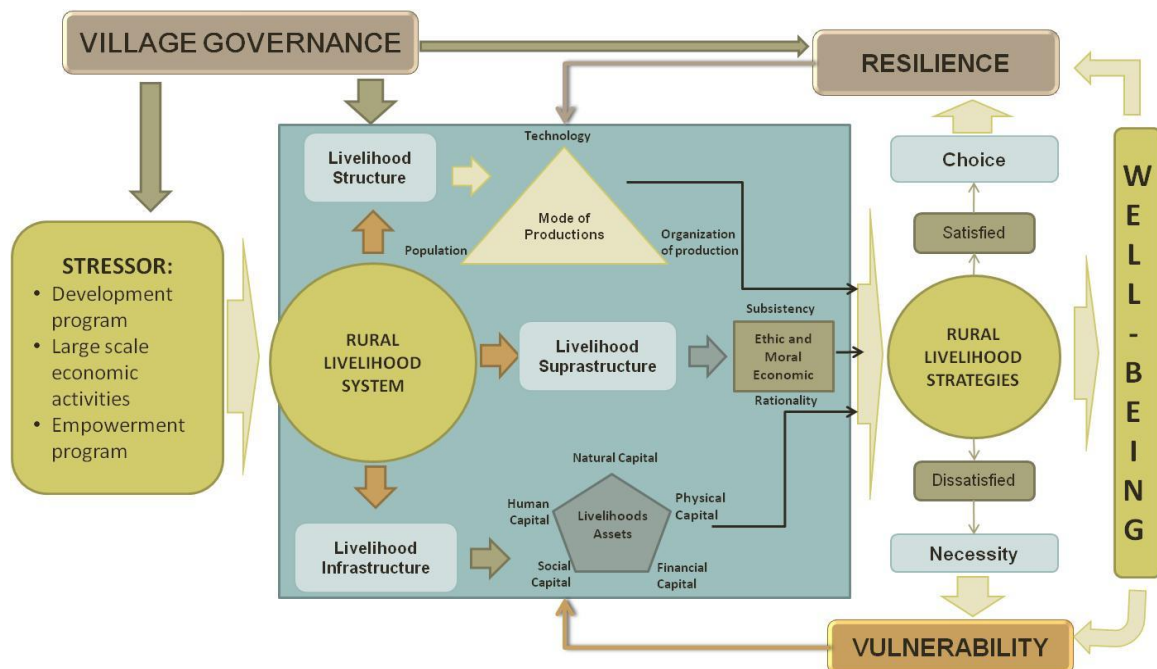 VILLAGE GOVERNANCE
RESILIENCE
STRESSOR:
• Development
program
• Large scale
economic
activities
• Empowerment
program
RURAL
LIVELIHOOD
SYSTEM
Livelihood
Structure
Technology
Mode of
Productions
Population
Organization
of production
Livelihood
Suprastructure
Subsistency
Ethic and
Moral
Economic
Rationality
Livelihood
Infrastructure
Natural Capital
Human
Capital
Physical
Capital
Livelihoods
Assets
Social
Capital
Financial
Capital
Choice
Satisfied
RURAL
LIVELIHOOD
STRATEGIES
Dissatisfied
Necessity
VULNERABILITY
WELL-BEING